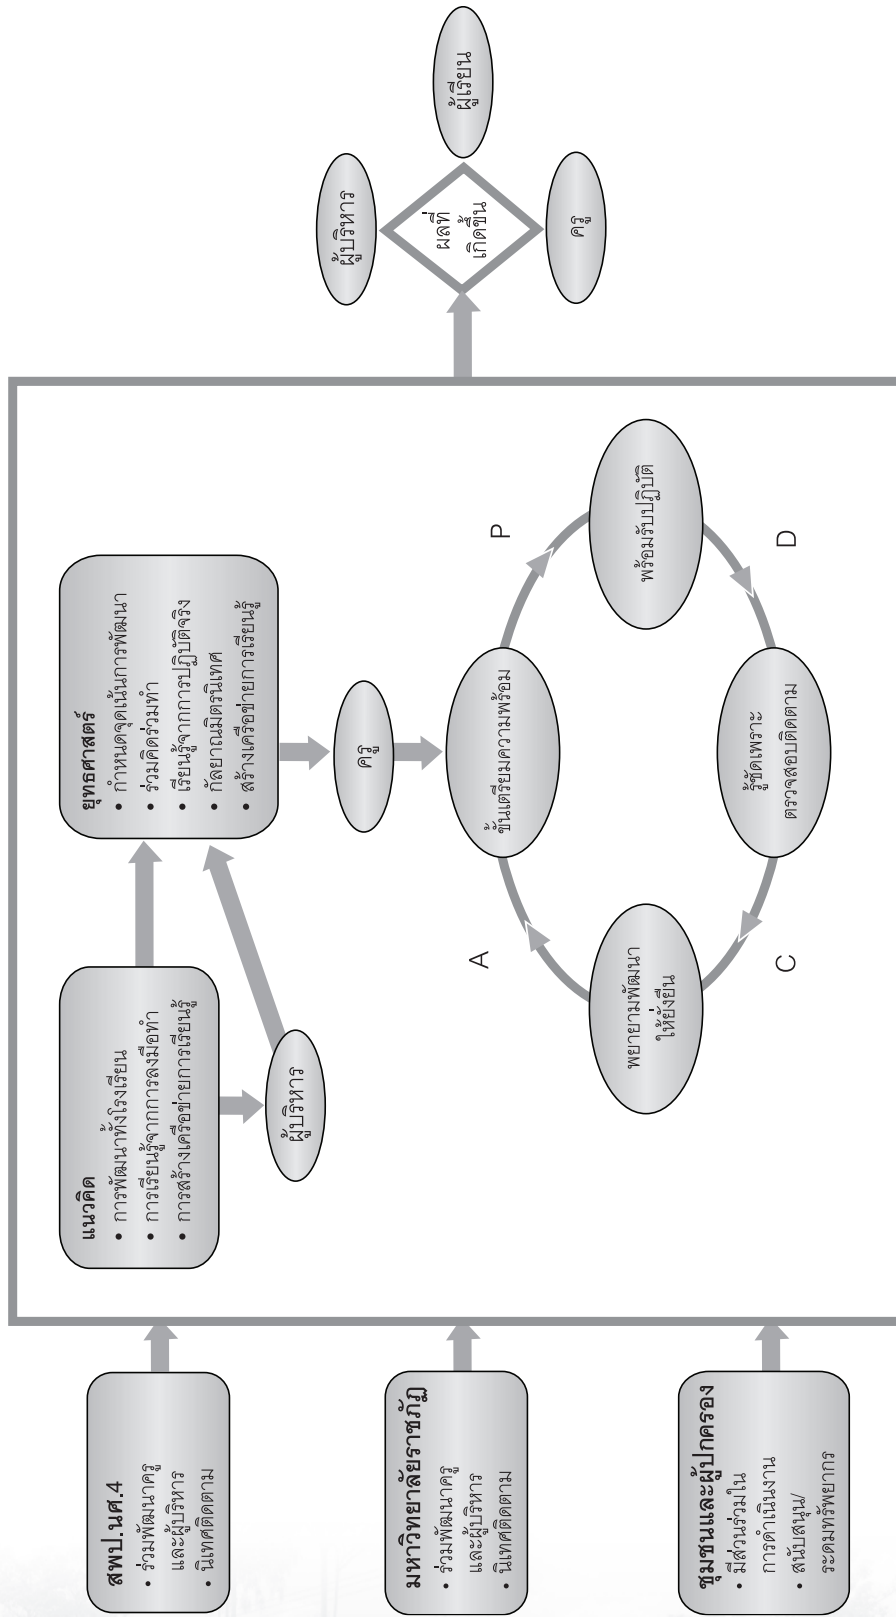 สพป.นศ.4
• ร่วมพัฒนาครู
และผู้บริหาร
• นิเทศติดตาม
มหาวิทยาลัยราชภัฏ
• ร่วมพัฒนาครู
และผู้บริหาร
• นิเทศติดตาม
ชุมชนและผู้ปกครอง
• มีส่วนร่วมใน
การดำเนินงาน
• สนับสนุน/
ระดมทรัพยากร
แนวคิด
• การพัฒนาทั้งโรงเรียน
• การเรียนรู้จากการลงมือทำ
• การสร้างเครือข่ายการเรียนรู้
ผู้บริหาร
ยุทธศาสตร์
• กำหนดจุดเน้นการพัฒนา
• ร่วมคิดร่วมทำ
• เรียนรู้จากการปฏิบัติจริง
• กัลยาณมิตรนิเทศ
• สร้างเครือข่ายการเรียนรู้
ครู
ขั้นเตรียมความพร้อม
P
พร้อมรับปฏิบัติ
D
รู้ชัดเพราะ
ตรวจสอบติดตาม
C
พยายามพัฒนา
ให้ยั่งยืน
A
ผู้บริหาร
ผลที่
เกิดขึ้น
ผู้เรียน
ครู